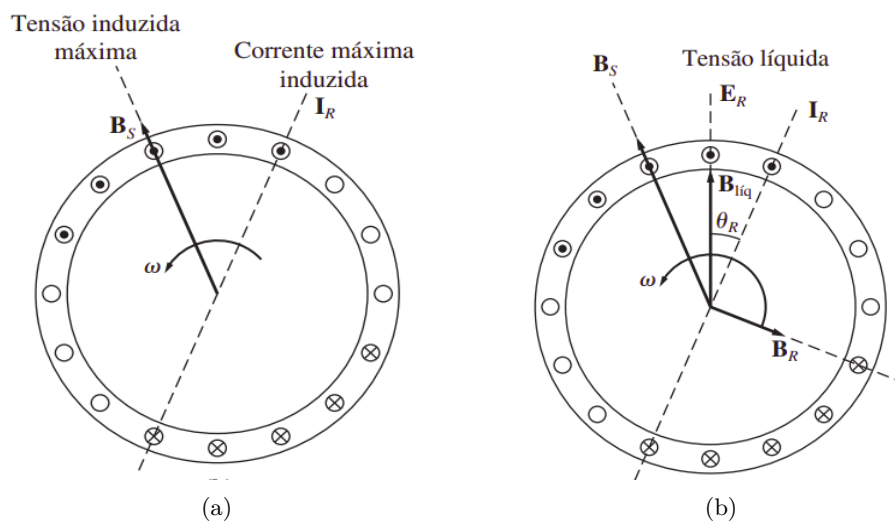 Tensão induzida
máxima
Corrente máxima
induzida
I_R
B_S
ω
(a)
Tensão líquida
B_S
E_R
I_R
B_líq
θ_R
ω
B_R
(b)